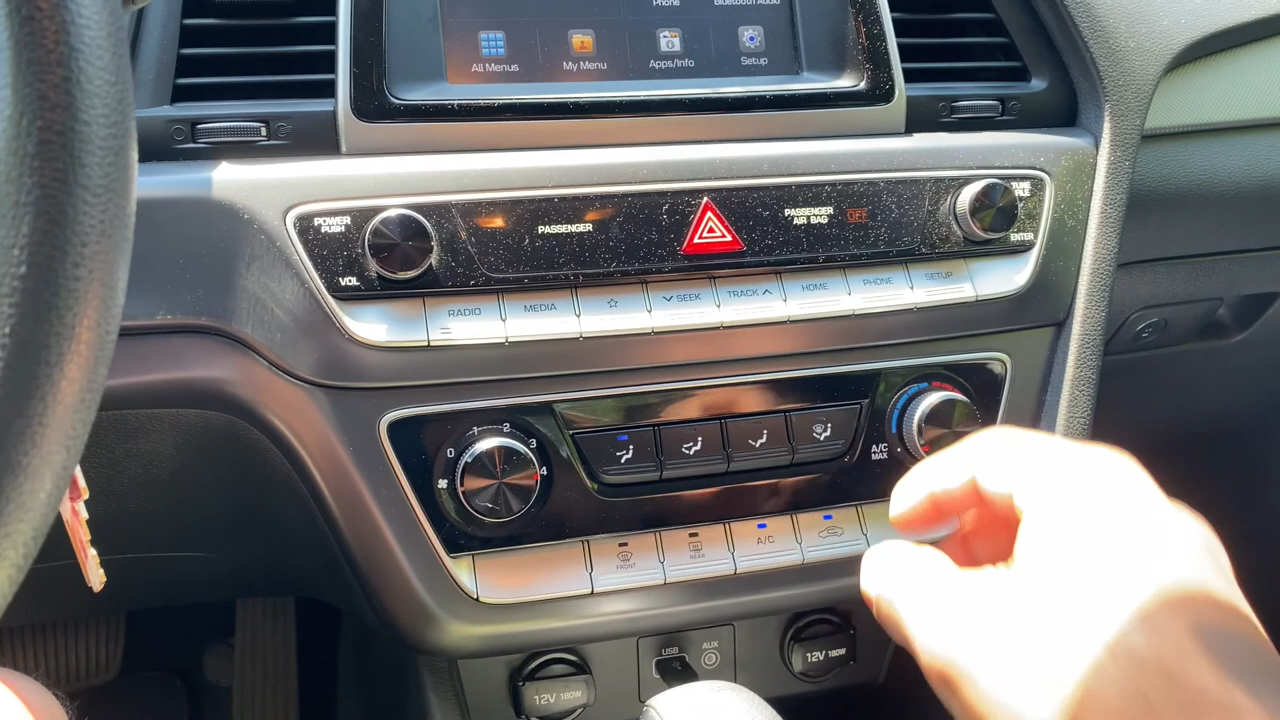 Phone
Bluetooth Audio
All Menus
My Menu
Apps/Info
Setup
POWER
PUSH
VOL
PASSENGER
PASSENGER
AIR BAG
OFF
TUNE
FILE
ENTER
RADIO
MEDIA
SEEK
TRACK
HOME
PHONE
SETUP
0
1
2
3
4
A/C
MAX
FRONT
REAR
A/C
USB
AUX
12V 180W
12V 180W